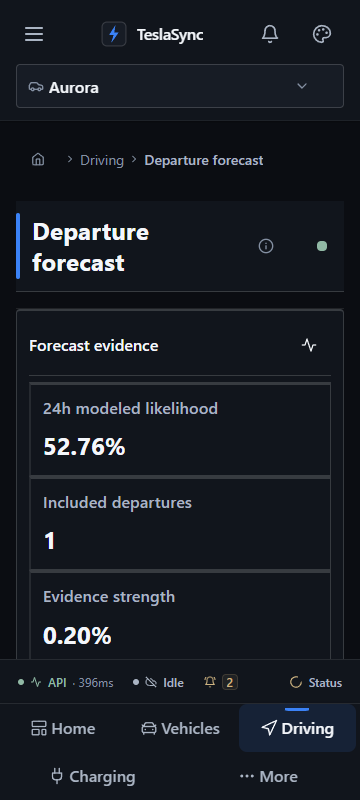 TeslaSync
Aurora
Driving
Departure forecast
Departure
forecast
Forecast evidence
24h modeled likelihood
52.76%
Included departures
1
Evidence strength
0.20%
API · 396ms
Idle
2
Status
Home
Vehicles
Driving
Charging
More